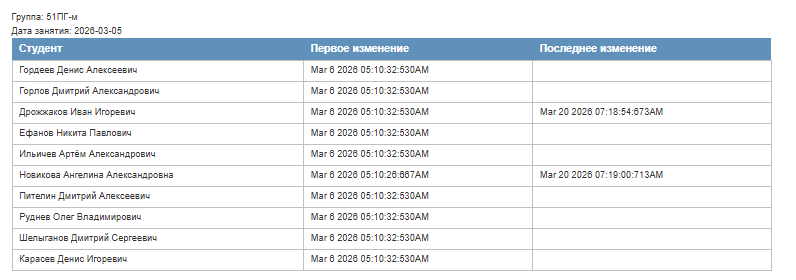 Группа: 51ПГ-м
Дата занятия: 2026-03-05
Студент Первое изменение Последнее изменение
Гордеев Денис Алексеевич Mar 6 2026 05:10:32:530AM
Горлов Дмитрий Александрович Mar 6 2026 05:10:32:530AM
Дрожжаков Иван Игоревич Mar 6 2026 05:10:32:530AM Mar 20 2026 07:18:54:673AM
Ефанов Никита Павлович Mar 6 2026 05:10:32:530AM
Ильичев Артём Александрович Mar 6 2026 05:10:32:530AM
Новикова Ангелина Александровна Mar 6 2026 05:10:26:667AM Mar 20 2026 07:19:00:713AM
Пителин Дмитрий Алексеевич Mar 6 2026 05:10:32:530AM
Руднев Олег Владимирович Mar 6 2026 05:10:32:530AM
Шелыганов Дмитрий Сергеевич Mar 6 2026 05:10:32:530AM
Карасев Денис Игоревич Mar 6 2026 05:10:32:530AM